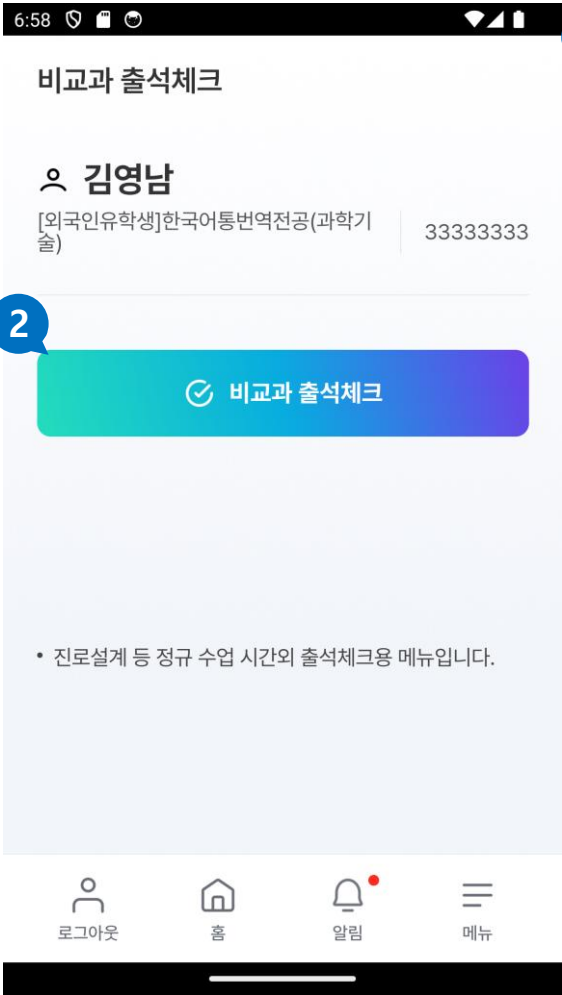 6:58
비교과 출석체크
김영남
[외국인유학생]한국어통번역전공(과학기
술)
33333333
2
비교과 출석체크
• 진로설계 등 정규 수업 시간외 출석체크용 메뉴입니다.
로그아웃
홈
알림
메뉴